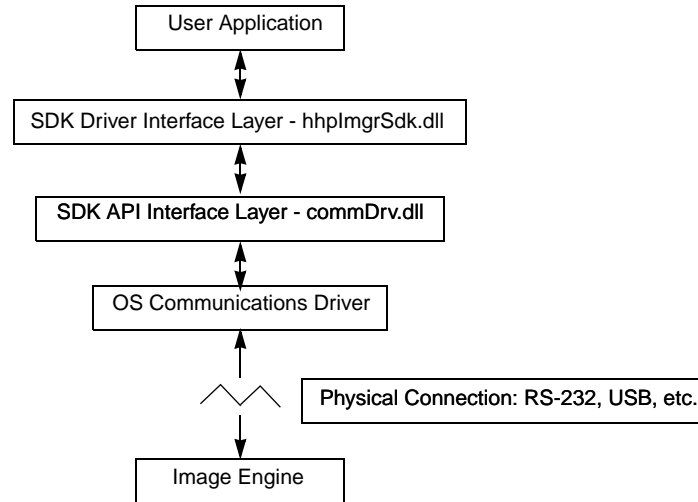 User Application
SDK Driver Interface Layer - hhpImgrSdk.dll
SDK API Interface Layer - commDrv.dll
OS Communications Driver
Physical Connection: RS-232, USB, etc.
Image Engine